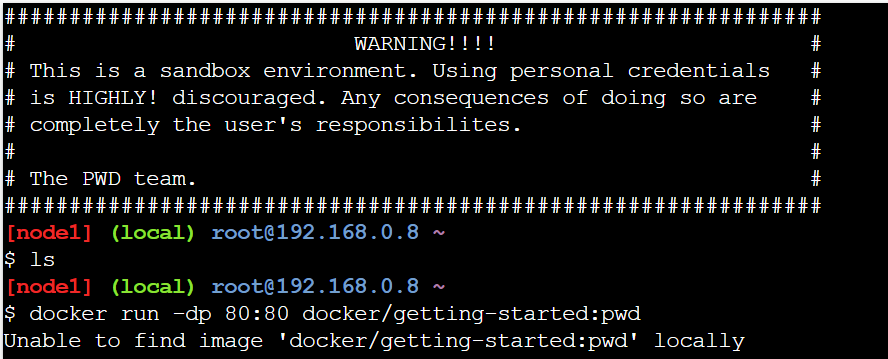 ###############################################################
# WARNING!!!! #
# This is a sandbox environment. Using personal credentials #
# is HIGHLY! discouraged. Any consequences of doing so are #
# completely the user's responsibilites. #
# #
# The PWD team. #
###############################################################
[node1] (local) root@192.168.0.8 ~
$ ls
[node1] (local) root@192.168.0.8 ~
$ docker run -dp 80:80 docker/getting-started:pwd
Unable to find image 'docker/getting-started:pwd' locally